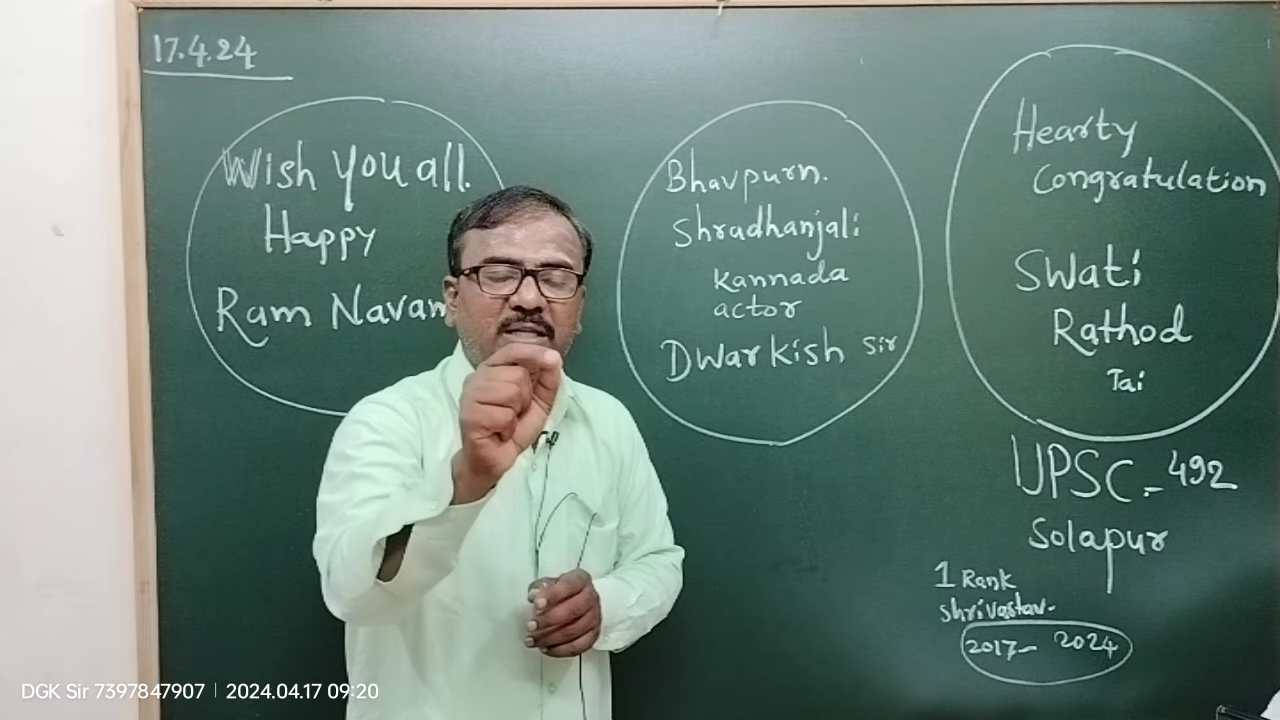 17.4.24
Wish you all.
Happy
Ram Navam
Bhavpurn.
Shradhanjali
Kannada
actor
Dwarkish sir
Hearty
Congratulation
Swati
Rathod
Tai
UPSC - 492
Solapur
1 Rank
Shrivastav-
2017- 2024
DGK Sir 7397847907 | 2024.04.17 09:20